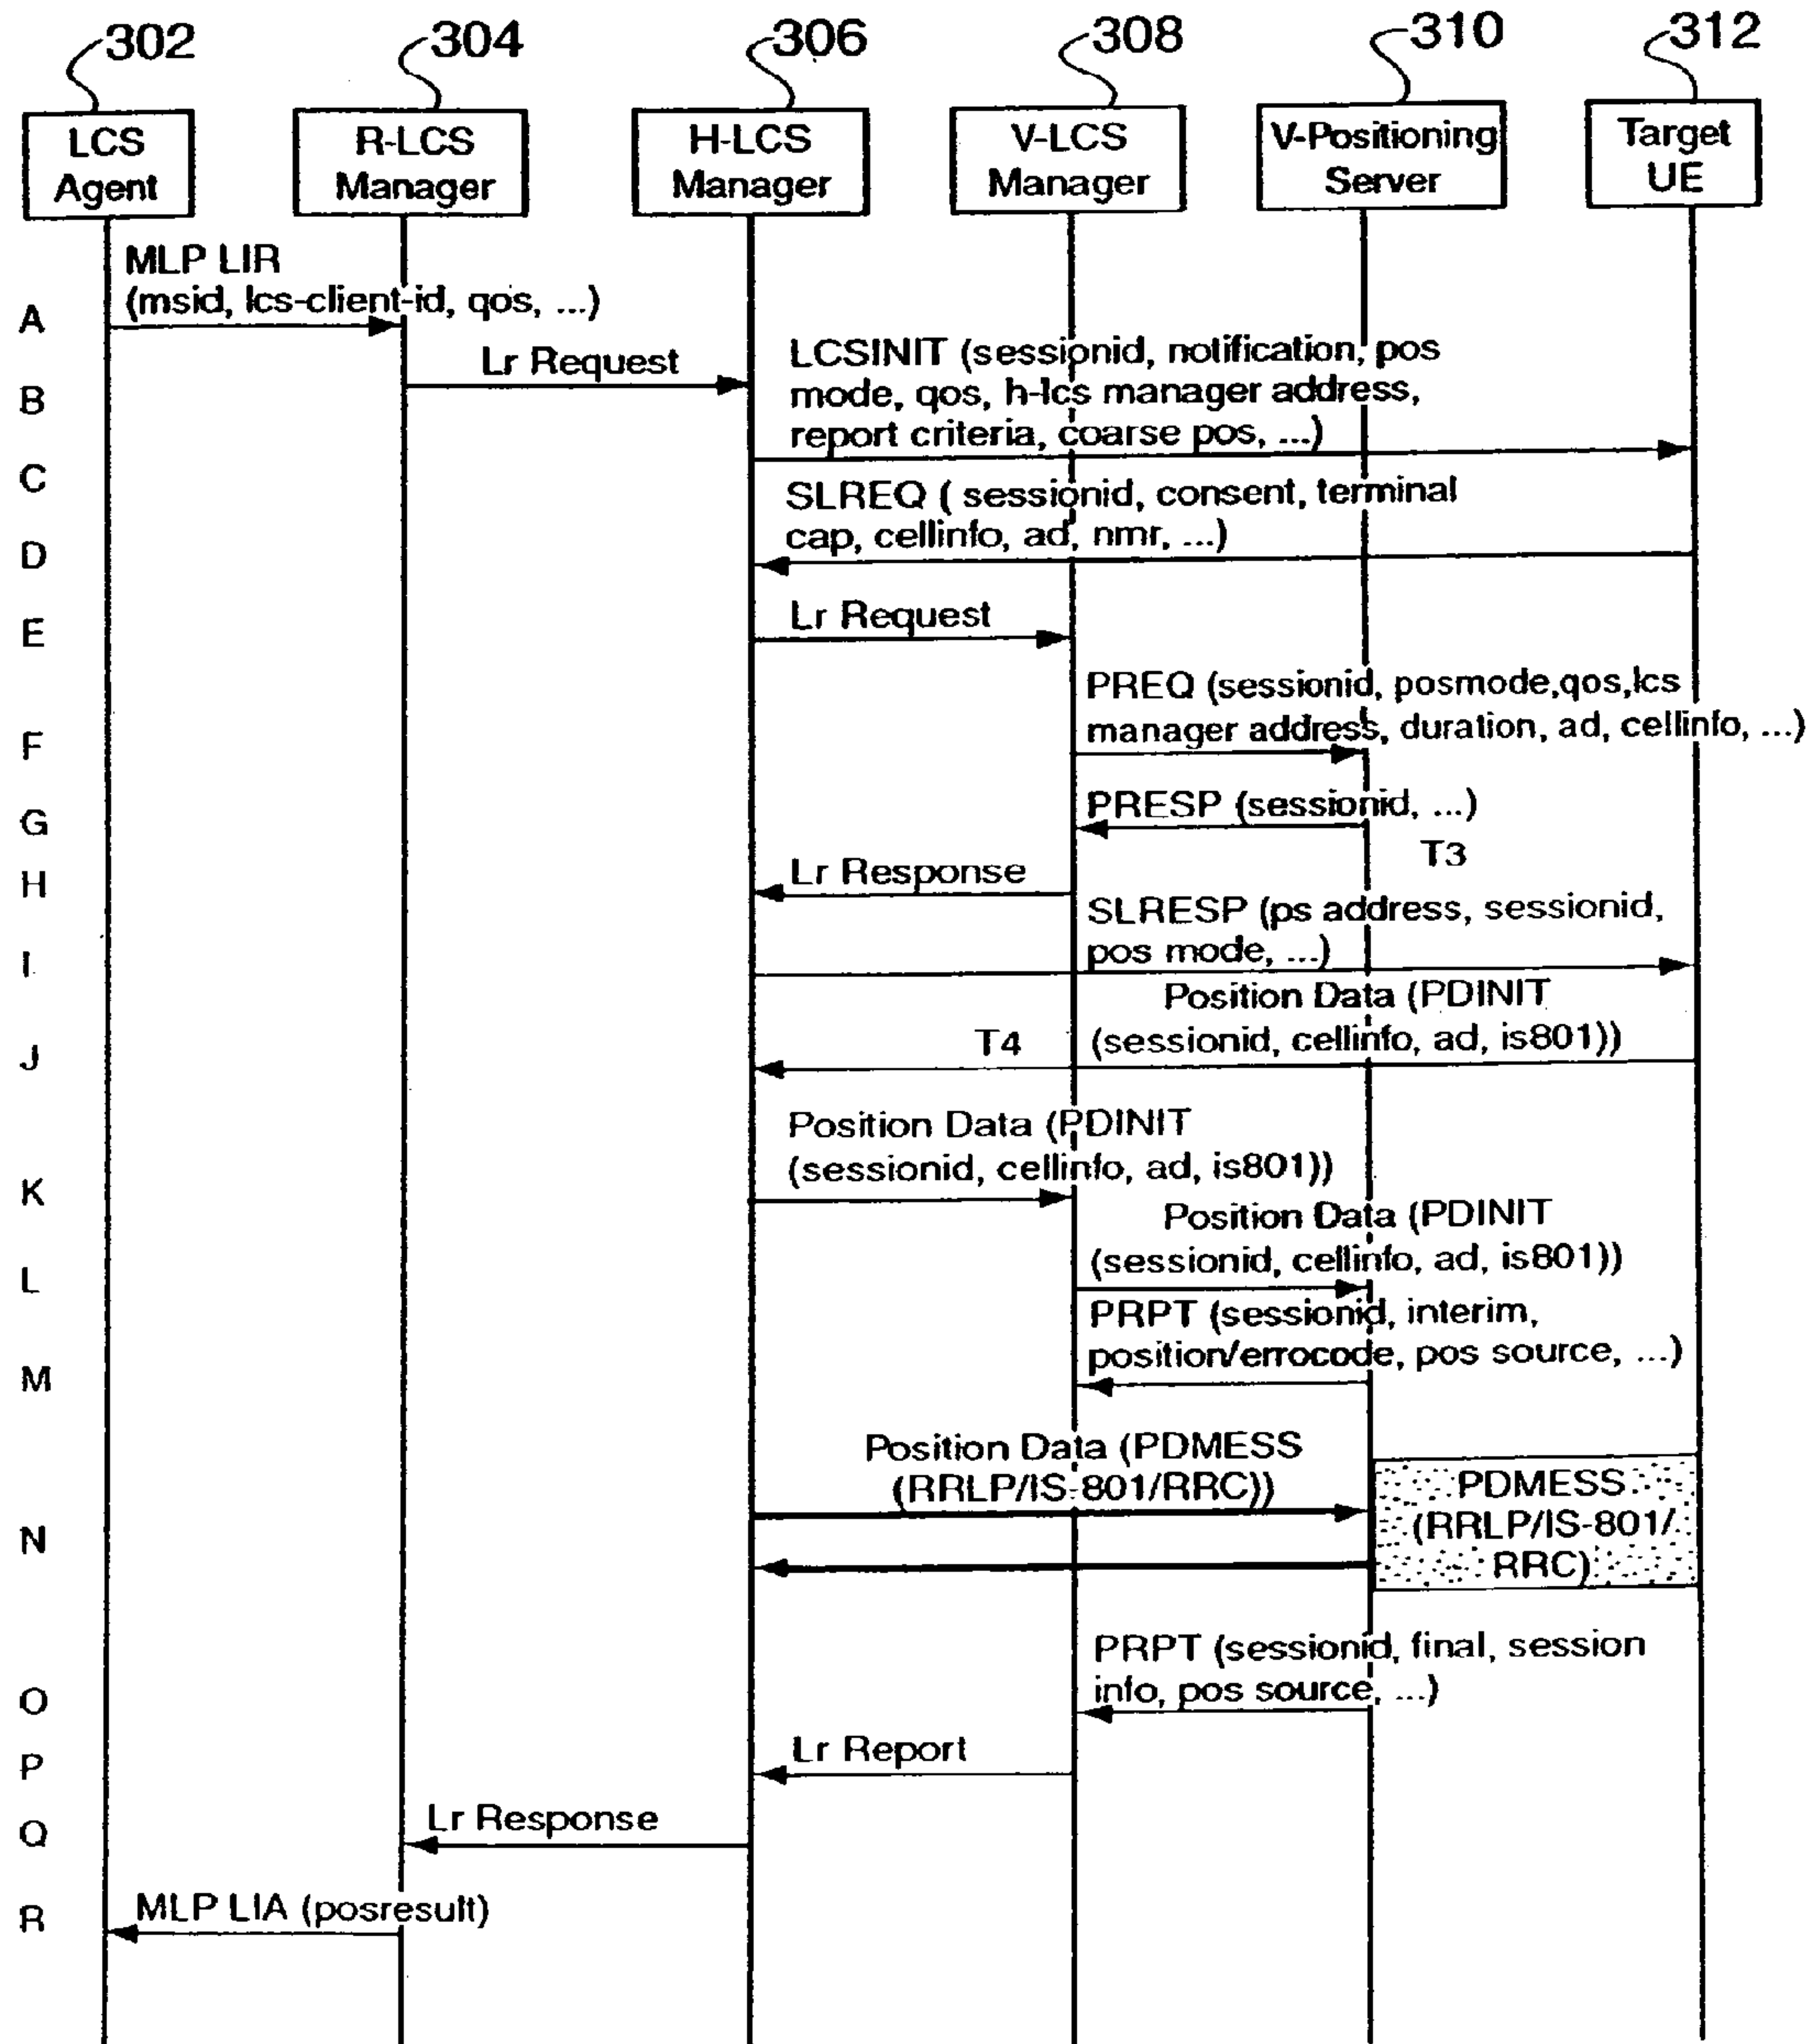 302
304
306
308
310
312
LCS
Agent
R-LCS
Manager
H-LCS
Manager
V-LCS
Manager
V-Positioning
Server
Target
UE
MLP LIR
(msid, lcs-client-id, qos, ...)
A
Lr Request
B
LCSINIT (sessionid, notification, pos
mode, qos, h-lcs manager address,
report criteria, coarse pos, ...)
C
SLREQ ( sessionid, consent, terminal
cap, cellinfo, ad, nmr, ...)
D
E
Lr Request
PREQ (sessionid, posmode,qos,lcs
manager address, duration, ad, cellinfo, ...)
F
G
PRESP (sessionid, ...)
T3
H
Lr Response
SLRESP (ps address, sessionid,
pos mode, ...)
I
Position Data (PDINIT
(sessionid, cellinfo, ad, is801))
T4
J
Position Data (PDINIT
(sessionid, cellinfo, ad, is801))
K
Position Data (PDINIT
(sessionid, cellinfo, ad, is801))
L
PRPT (sessionid, interim,
position/errocode, pos source, ...)
M
Position Data (PDMESS
(RRLP/IS-801/RRC))
PDMESS
(RRLP/IS-801/
RRC)
N
PRPT (sessionid, final, session
info, pos source, ...)
O
P
Lr Report
Q
Lr Response
R
MLP LIA (posresult)